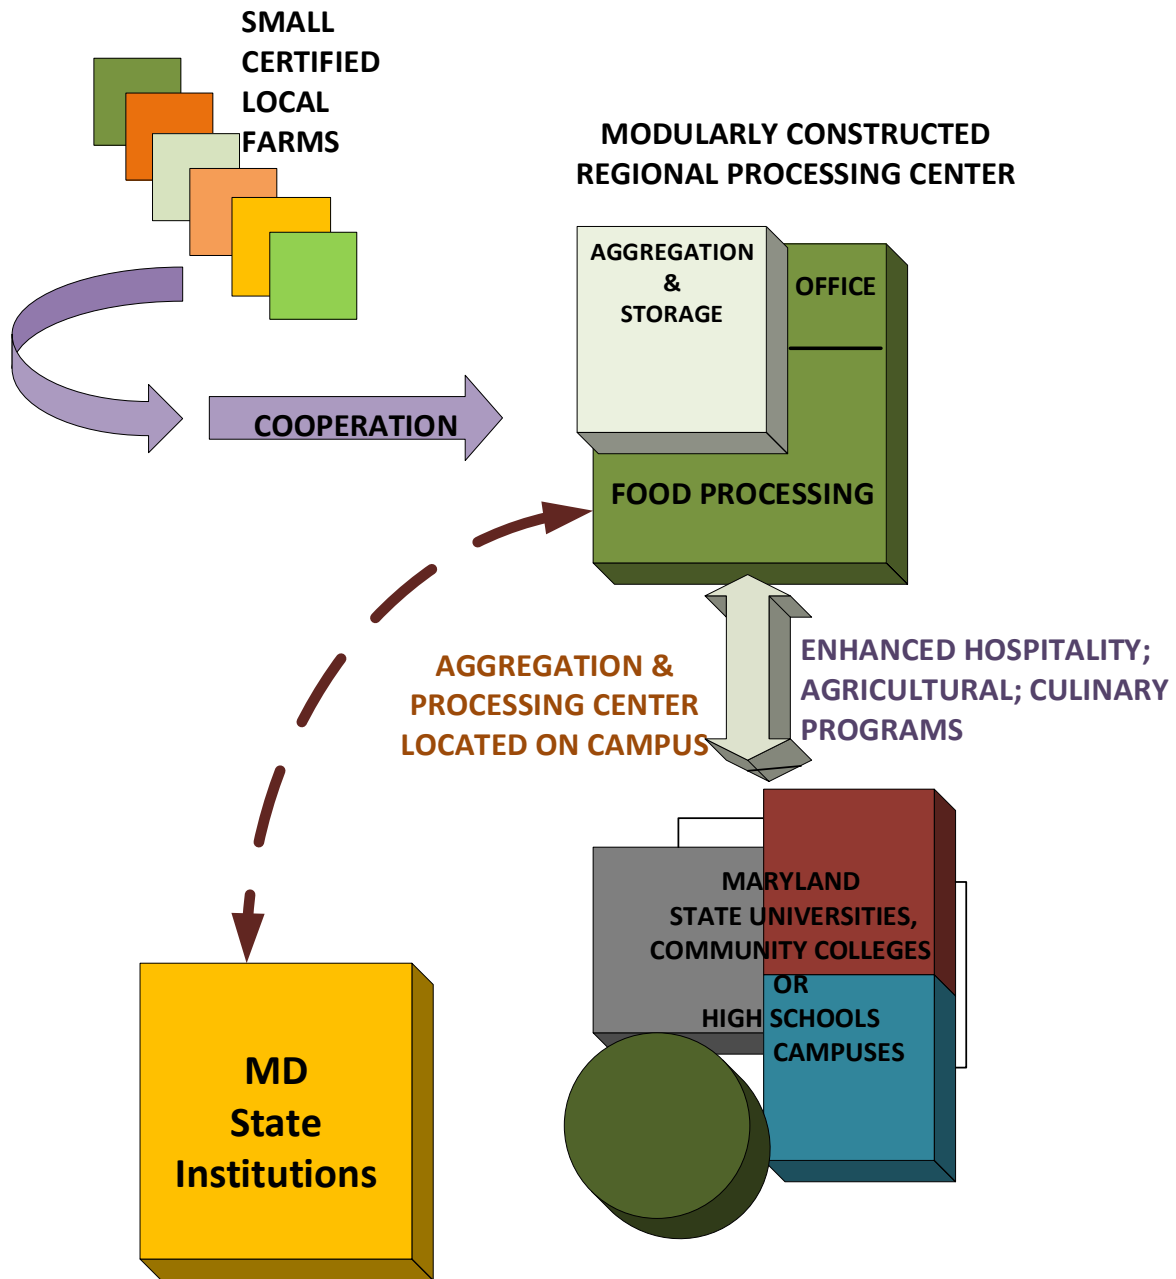 SMALL
CERTIFIED
LOCAL
FARMS
MODULARLY CONSTRUCTED
REGIONAL PROCESSING CENTER
AGGREGATION
&
STORAGE
OFFICE
COOPERATION
FOOD PROCESSING
AGGREGATION &
PROCESSING CENTER
LOCATED ON CAMPUS
ENHANCED HOSPITALITY;
AGRICULTURAL; CULINARY
PROGRAMS
MARYLAND
STATE UNIVERSITIES,
COMMUNITY COLLEGES
OR
HIGH SCHOOLS
CAMPUSES
MD
State
Institutions